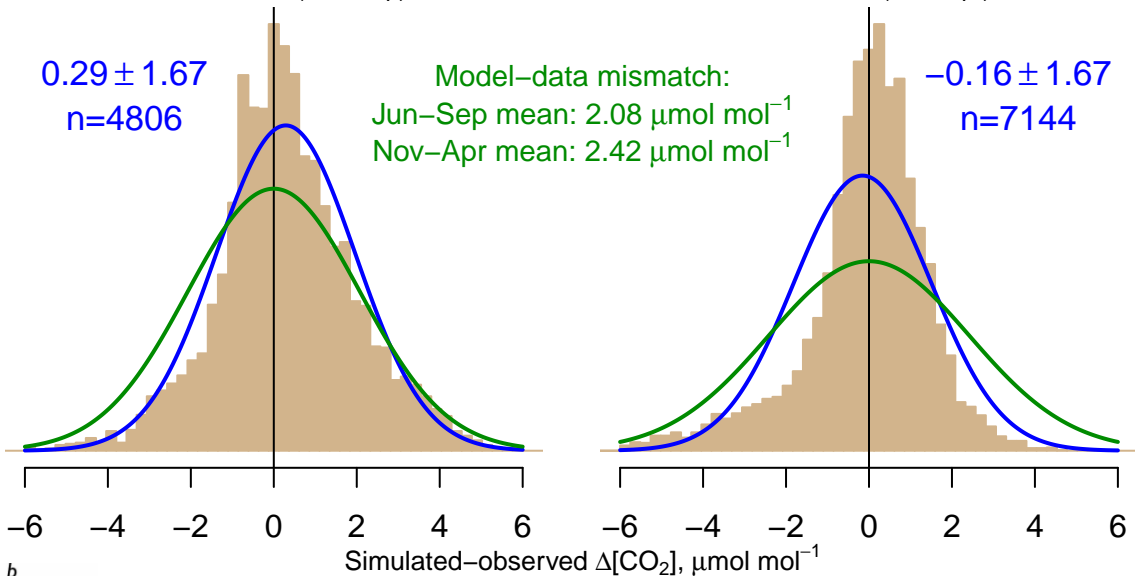 0.29 ± 1.67
n=4806
Model−data mismatch:
Jun−Sep mean: 2.08 μmol mol⁻¹
Nov−Apr mean: 2.42 μmol mol⁻¹
−0.16 ± 1.67
n=7144
−6 −4 −2 0 2 4 6
−6 −4 −2 0 2 4 6
Simulated−observed Δ[CO₂], μmol mol⁻¹
b